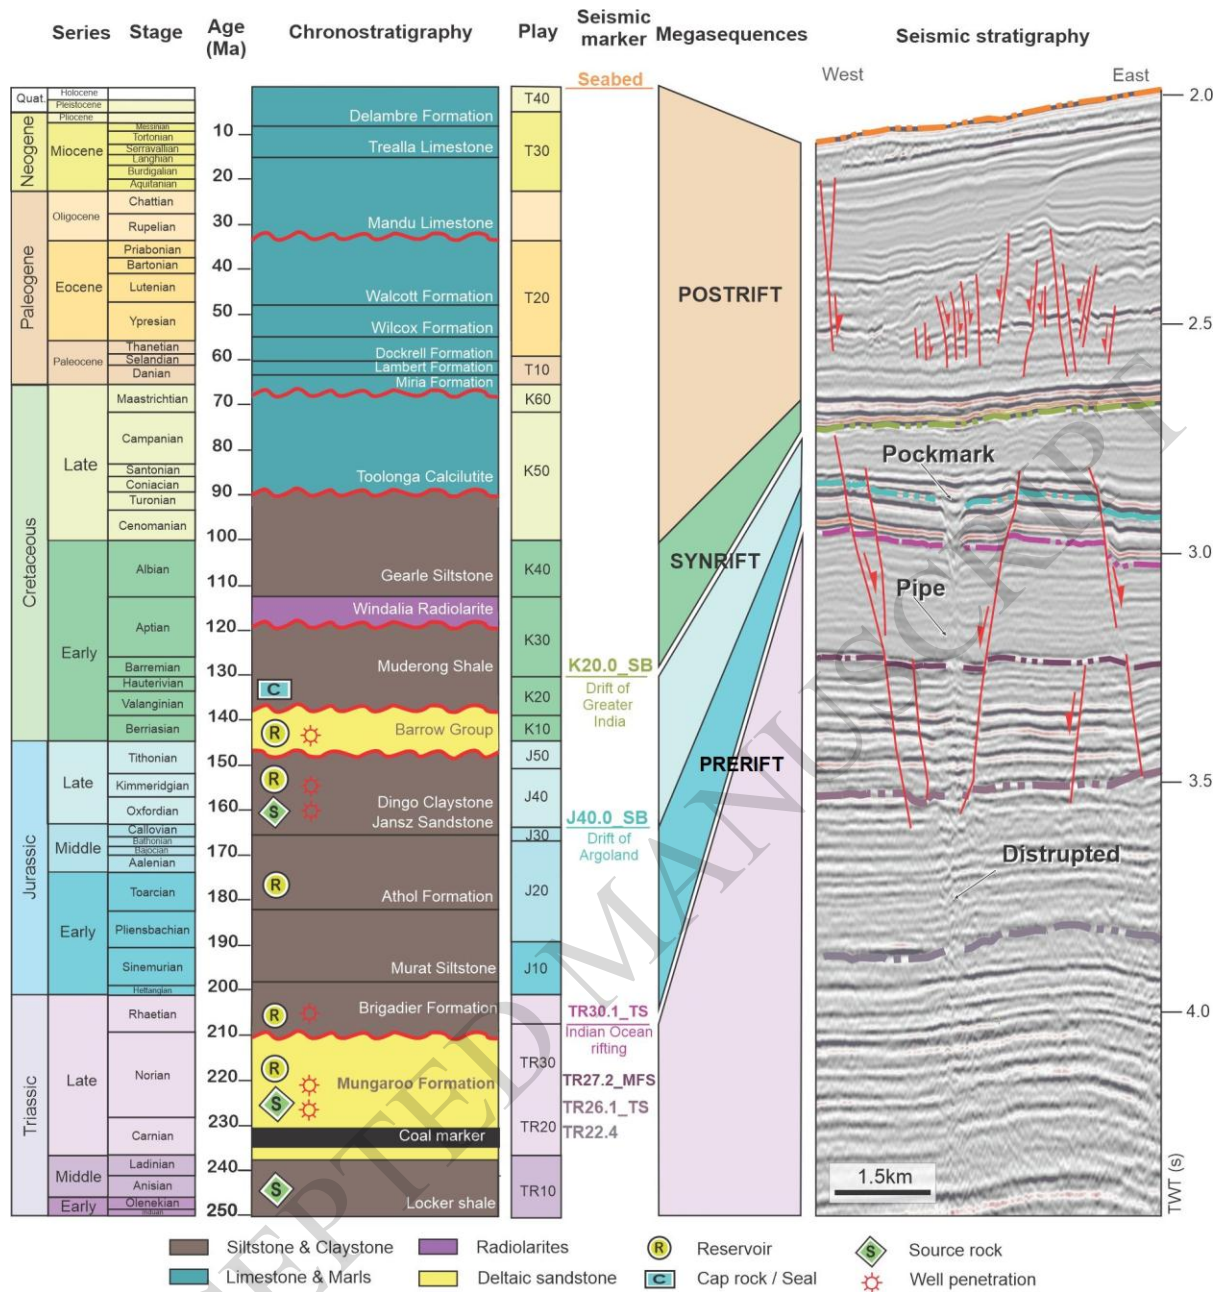 Series Stage Age (Ma) Chronostratigraphy Play Seismic marker Megasequences Seismic stratigraphy
West East
Seabed
Quat.
Holocene
Pleistocene
Neogene
Pliocene
Miocene
Messinian
Tortonian
Serravallian
Langhian
Burdigalian
Aquitanian
Paleogene
Oligocene
Chattian
Rupelian
Eocene
Priabonian
Bartonian
Lutenian
Ypresian
Paleocene
Thanetian
Selandian
Danian
Cretaceous
Late
Maastrichtian
Campanian
Santonian
Coniacian
Turonian
Cenomanian
Early
Albian
Aptian
Barremian
Hauterivian
Valanginian
Berriasian
Jurassic
Late
Tithonian
Kimmeridgian
Oxfordian
Middle
Callovian
Bathonian
Bajocian
Aalenian
Early
Toarcian
Pliensbachian
Sinemurian
Hettangian
Triassic
Late
Rhaetian
Norian
Carnian
Middle
Ladinian
Anisian
Early
Olenekian
10
20
30
40
50
60
70
80
90
100
110
120
130
140
150
160
170
180
190
200
210
220
230
240
250
Delambre Formation
Trealla Limestone
Mandu Limestone
Walcott Formation
Wilcox Formation
Dockrell Formation
Lambert Formation
Miria Formation
Toolonga Calcilutite
Gearle Siltstone
Windalia Radiolarite
Muderong Shale
C
Barrow Group
R
R
S
Dingo Claystone
Jansz Sandstone
R
Athol Formation
Murat Siltstone
Brigadier Formation
R
R
Mungaroo Formation
S
Coal marker
S
Locker shale
T40
T30
T20
T10
K60
K50
K40
K30
K20
K10
J50
J40
J30
J20
J10
TR30
TR20
TR10
K20.0_SB
Drift of
Greater
India
J40.0_SB
Drift of
Argoland
TR30.1_TS
Indian Ocean
rifting
TR27.2_MFS
TR26.1_TS
TR22.4
POSTRIFT
SYNRIFT
PRERIFT
Pockmark
Pipe
Distrupted
1.5km
2.0
2.5
3.0
3.5
4.0
TWT (s)
Siltstone & Claystone
Radiolarites
R Reservoir
S Source rock
Limestone & Marls
Deltaic sandstone
C Cap rock / Seal
Well penetration
EPTED MANUSCRIPT